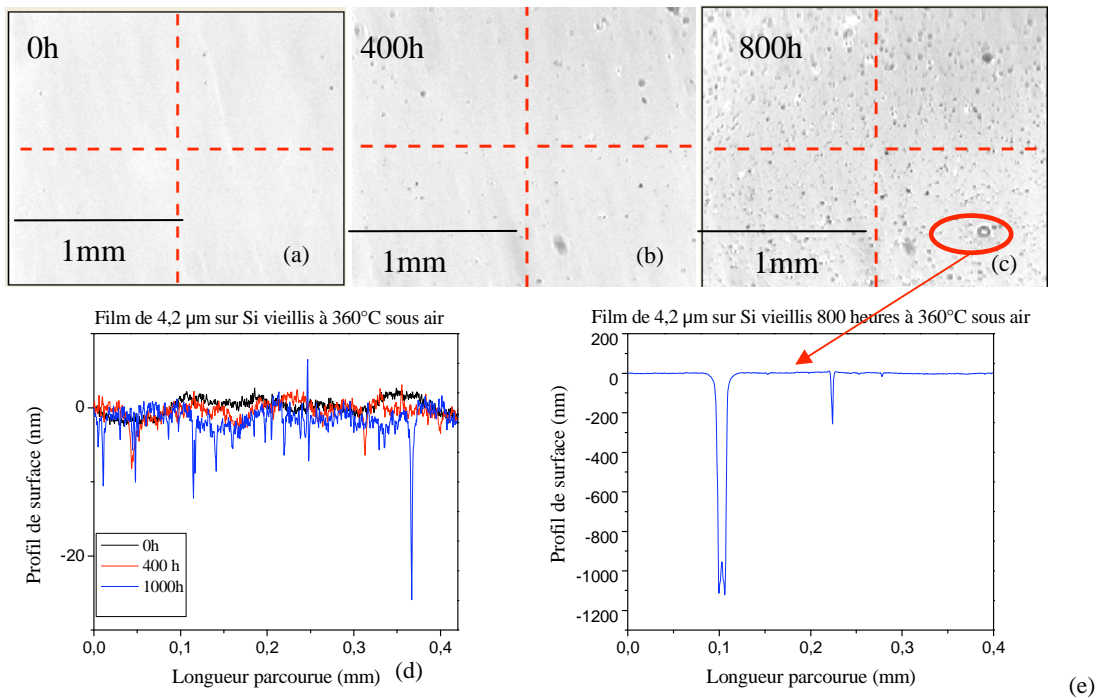 0h
400h
800h
1mm
(a)
1mm
(b)
1mm
(c)
Film de 4,2 µm sur Si vieillis à 360°C sous air
0
-20
Profil de surface (nm)
0h
400 h
1000h
0,0
0,1
0,2
0,3
0,4
Longueur parcourue (mm)
(d)
Film de 4,2 µm sur Si vieillis 800 heures à 360°C sous air
200
0
-200
-400
-600
-800
-1000
-1200
Profil de surface (nm)
0,0
0,1
0,2
0,3
0,4
Longueur parcourue (mm)
(e)